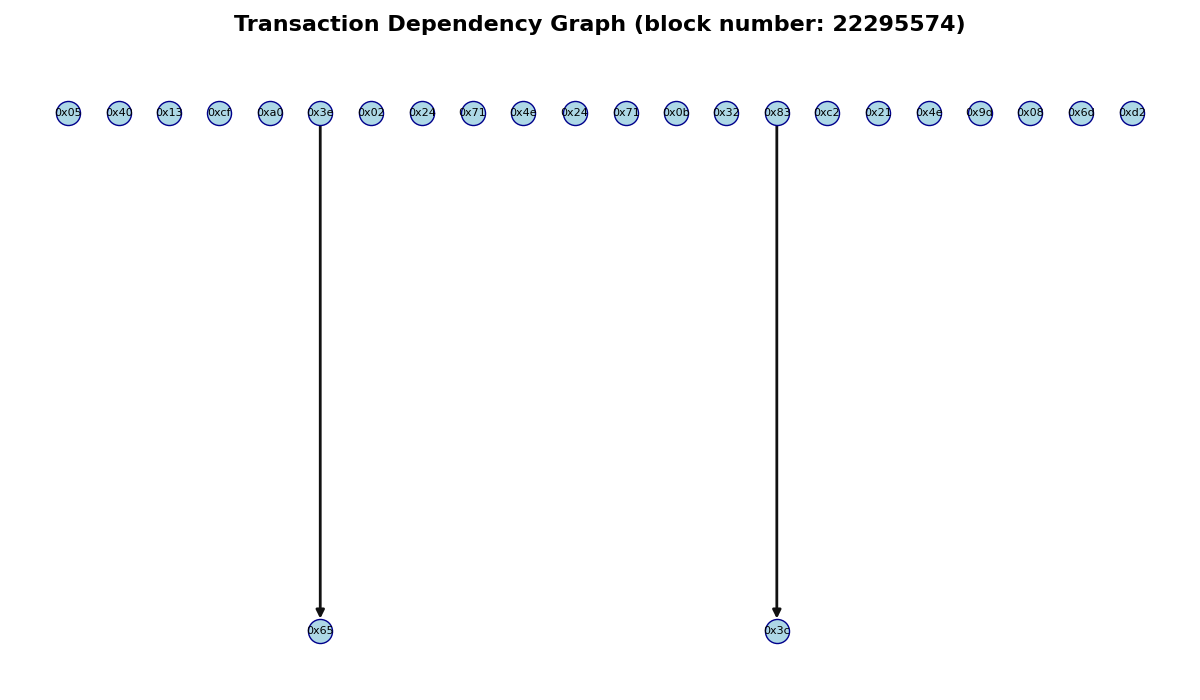 Transaction Dependency Graph (block number: 22295574)
0x05 0x40 0x13 0xcf 0xa0 0x3e 0x02 0x24 0x71 0x4e 0x24 0x71 0x0b 0x32 0x83 0xc2 0x21 0x4e 0x9d 0x08 0x6d 0xd2
0x65 0x3c